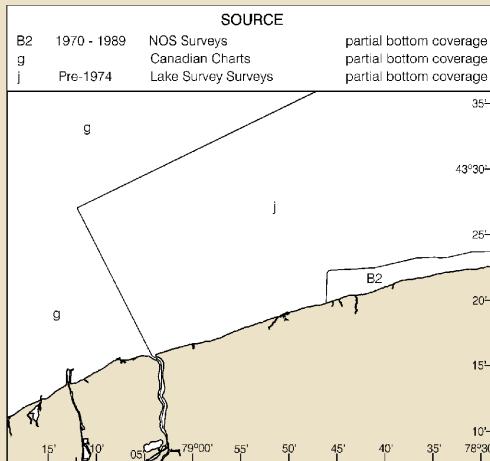 SOURCE
B2 1970 - 1989 NOS Surveys partial bottom coverage
g Canadian Charts partial bottom coverage
j Pre-1974 Lake Survey Surveys partial bottom coverage
35'
g
43°30'
j
25'
B2
20'
g
15'
10'
15' 10' 05' 79°00' 55' 50' 45' 40' 35' 78°30'